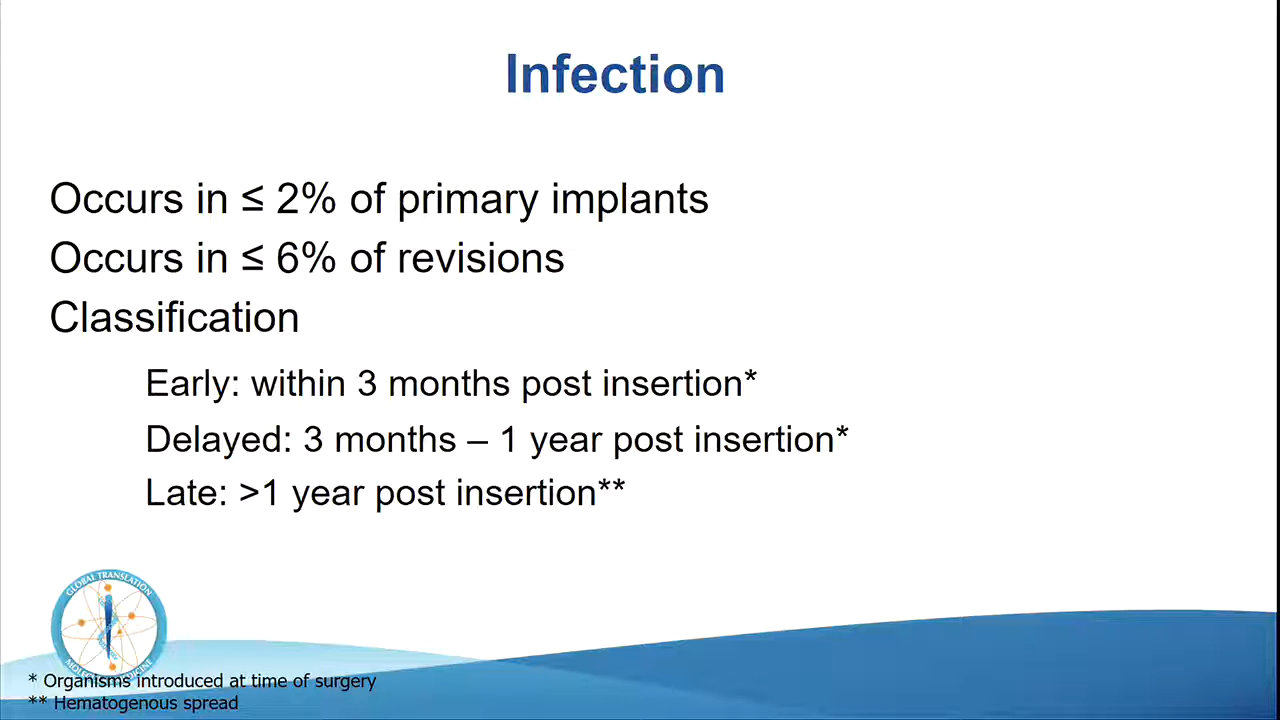 Infection
Occurs in ≤ 2% of primary implants
Occurs in ≤ 6% of revisions
Classification
Early: within 3 months post insertion*
Delayed: 3 months – 1 year post insertion*
Late: >1 year post insertion**
GLOBAL TRANSLATION
* Organisms introduced at time of surgery
** Hematogenous spread